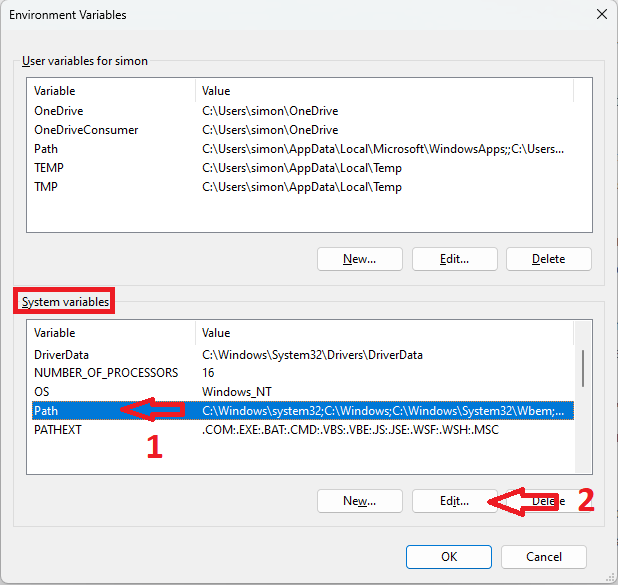 Environment Variables
User variables for simon
Variable Value
OneDrive C:\Users\simon\OneDrive
OneDriveConsumer C:\Users\simon\OneDrive
Path C:\Users\simon\AppData\Local\Microsoft\WindowsApps;;C:\Users...
TEMP C:\Users\simon\AppData\Local\Temp
TMP C:\Users\simon\AppData\Local\Temp
New... Edit... Delete
System variables
Variable Value
DriverData C:\Windows\System32\Drivers\DriverData
NUMBER_OF_PROCESSORS 16
OS Windows_NT
Path C:\Windows\system32;C:\Windows;C:\Windows\System32\Wbem;...
1
PATHEXT .COM;.EXE;.BAT;.CMD;.VBS;.VBE;.JS;.JSE;.WSF;.WSH;.MSC
New... Edit... Delete 2
OK Cancel